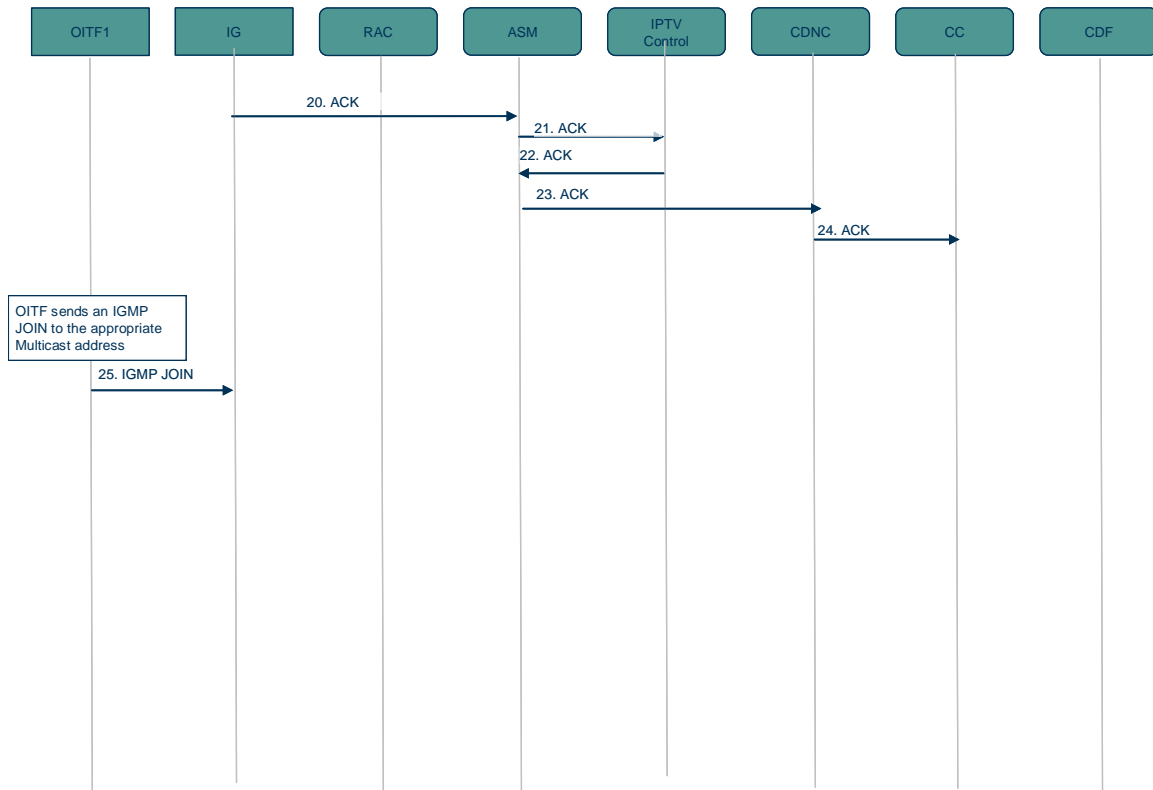 OITF1
IG
RAC
ASM
IPTV
Control
CDNC
CC
CDF
20. ACK
21. ACK
22. ACK
23. ACK
24. ACK
OITF sends an IGMP
JOIN to the appropriate
Multicast address
25. IGMP JOIN